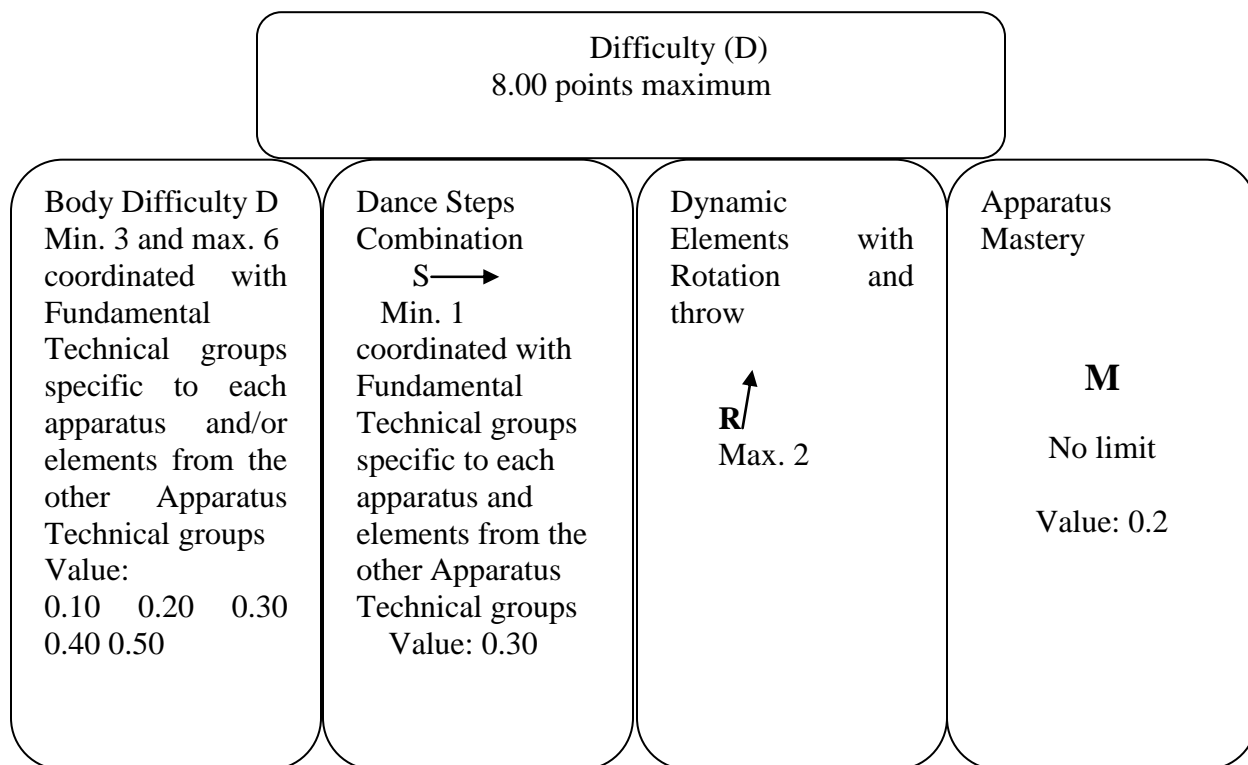 Difficulty (D)
8.00 points maximum
Body Difficulty D
Min. 3 and max. 6
coordinated with
Fundamental
Technical groups
specific to each
apparatus and/or
elements from the
other Apparatus
Technical groups
Value:
0.10 0.20 0.30
0.40 0.50
Dance Steps
Combination
S
Min. 1
coordinated with
Fundamental
Technical groups
specific to each
apparatus and
elements from the
other Apparatus
Technical groups
Value: 0.30
Dynamic
Elements with
Rotation and
throw
R
Max. 2
Apparatus
Mastery
M
No limit
Value: 0.2